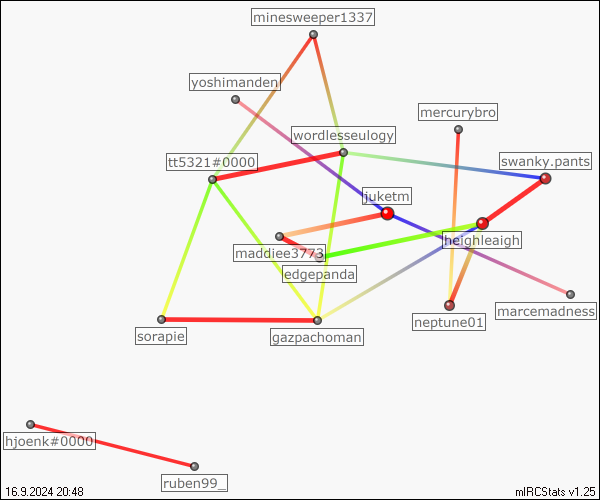 minesweeper1337
yoshimanden
mercurybro
wordlesseulogy
tt5321#0000
swanky.pants
juketm
heighleaigh
maddiee3773
edgepanda
marcemadness
neptune01
sorapie
gazpachoman
hjoenk#0000
ruben99_
16.9.2024 20:48
mIRCStats v1.25